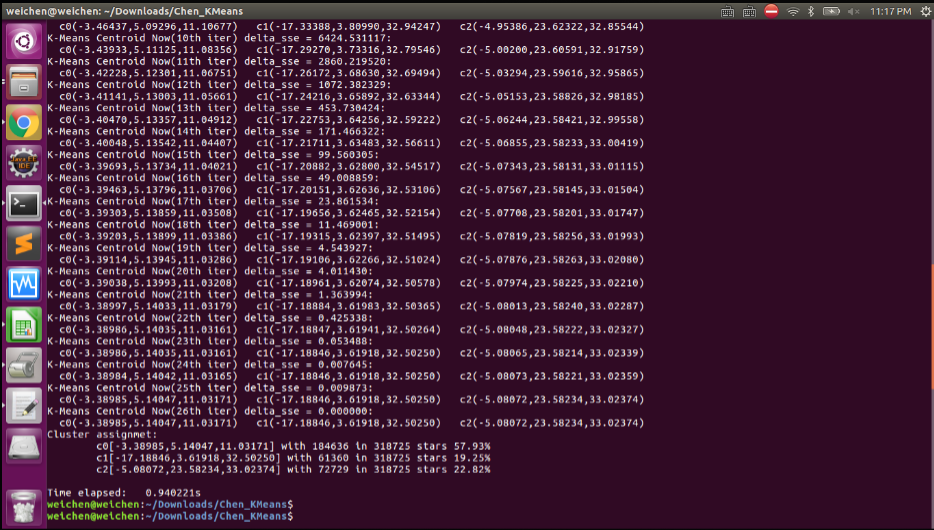 weichen@weichen: ~/Downloads/Chen_KMeans
11:17 PM
c0(-3.46437,5.09296,11.10677) c1(-17.33388,3.80990,32.94247) c2(-4.95386,23.62322,32.85544)
K-Means Centroid Now(10th iter) delta_sse = 6424.531117:
c0(-3.43933,5.11125,11.08356) c1(-17.29270,3.73316,32.79546) c2(-5.00200,23.60591,32.91759)
K-Means Centroid Now(11th iter) delta_sse = 2860.219520:
c0(-3.42228,5.12301,11.06751) c1(-17.26172,3.68630,32.69494) c2(-5.03294,23.59616,32.95865)
K-Means Centroid Now(12th iter) delta_sse = 1072.382329:
c0(-3.41141,5.13003,11.05661) c1(-17.24216,3.65892,32.63344) c2(-5.05153,23.58826,32.98185)
K-Means Centroid Now(13th iter) delta_sse = 453.730424:
c0(-3.40470,5.13357,11.04912) c1(-17.22753,3.64256,32.59222) c2(-5.06244,23.58421,32.99558)
K-Means Centroid Now(14th iter) delta_sse = 171.466322:
c0(-3.40048,5.13542,11.04407) c1(-17.21711,3.63483,32.56611) c2(-5.06855,23.58233,33.00419)
K-Means Centroid Now(15th iter) delta_sse = 99.560305:
c0(-3.39693,5.13734,11.04021) c1(-17.20882,3.62800,32.54517) c2(-5.07343,23.58131,33.01115)
K-Means Centroid Now(16th iter) delta_sse = 49.008859:
c0(-3.39463,5.13796,11.03706) c1(-17.20151,3.62636,32.53106) c2(-5.07567,23.58145,33.01504)
K-Means Centroid Now(17th iter) delta_sse = 23.861534:
c0(-3.39303,5.13859,11.03508) c1(-17.19656,3.62465,32.52154) c2(-5.07708,23.58201,33.01747)
K-Means Centroid Now(18th iter) delta_sse = 11.469001:
c0(-3.39203,5.13899,11.03386) c1(-17.19315,3.62397,32.51495) c2(-5.07819,23.58256,33.01993)
K-Means Centroid Now(19th iter) delta_sse = 4.543927:
c0(-3.39114,5.13945,11.03286) c1(-17.19106,3.62266,32.51024) c2(-5.07876,23.58263,33.02080)
K-Means Centroid Now(20th iter) delta_sse = 4.011430:
c0(-3.39038,5.13993,11.03208) c1(-17.18961,3.62074,32.50578) c2(-5.07974,23.58225,33.02210)
K-Means Centroid Now(21th iter) delta_sse = 1.363994:
c0(-3.38997,5.14033,11.03179) c1(-17.18884,3.61983,32.50365) c2(-5.08013,23.58240,33.02287)
K-Means Centroid Now(22th iter) delta_sse = 0.425338:
c0(-3.38986,5.14035,11.03161) c1(-17.18847,3.61941,32.50264) c2(-5.08048,23.58222,33.02327)
K-Means Centroid Now(23th iter) delta_sse = 0.053488:
c0(-3.38986,5.14035,11.03161) c1(-17.18846,3.61918,32.50250) c2(-5.08065,23.58214,33.02339)
K-Means Centroid Now(24th iter) delta_sse = 0.007645:
c0(-3.38984,5.14042,11.03165) c1(-17.18846,3.61918,32.50250) c2(-5.08073,23.58221,33.02359)
K-Means Centroid Now(25th iter) delta_sse = 0.009873:
c0(-3.38985,5.14047,11.03171) c1(-17.18846,3.61918,32.50250) c2(-5.08072,23.58234,33.02374)
K-Means Centroid Now(26th iter) delta_sse = 0.000000:
c0(-3.38985,5.14047,11.03171) c1(-17.18846,3.61918,32.50250) c2(-5.08072,23.58234,33.02374)
Cluster assignmet:
c0[-3.38985,5.14047,11.03171] with 184636 in 318725 stars 57.93%
c1[-17.18846,3.61918,32.50250] with 61360 in 318725 stars 19.25%
c2[-5.08072,23.58234,33.02374] with 72729 in 318725 stars 22.82%
Time elapsed: 0.940221s
weichen@weichen:~/Downloads/Chen_KMeans$
weichen@weichen:~/Downloads/Chen_KMeans$